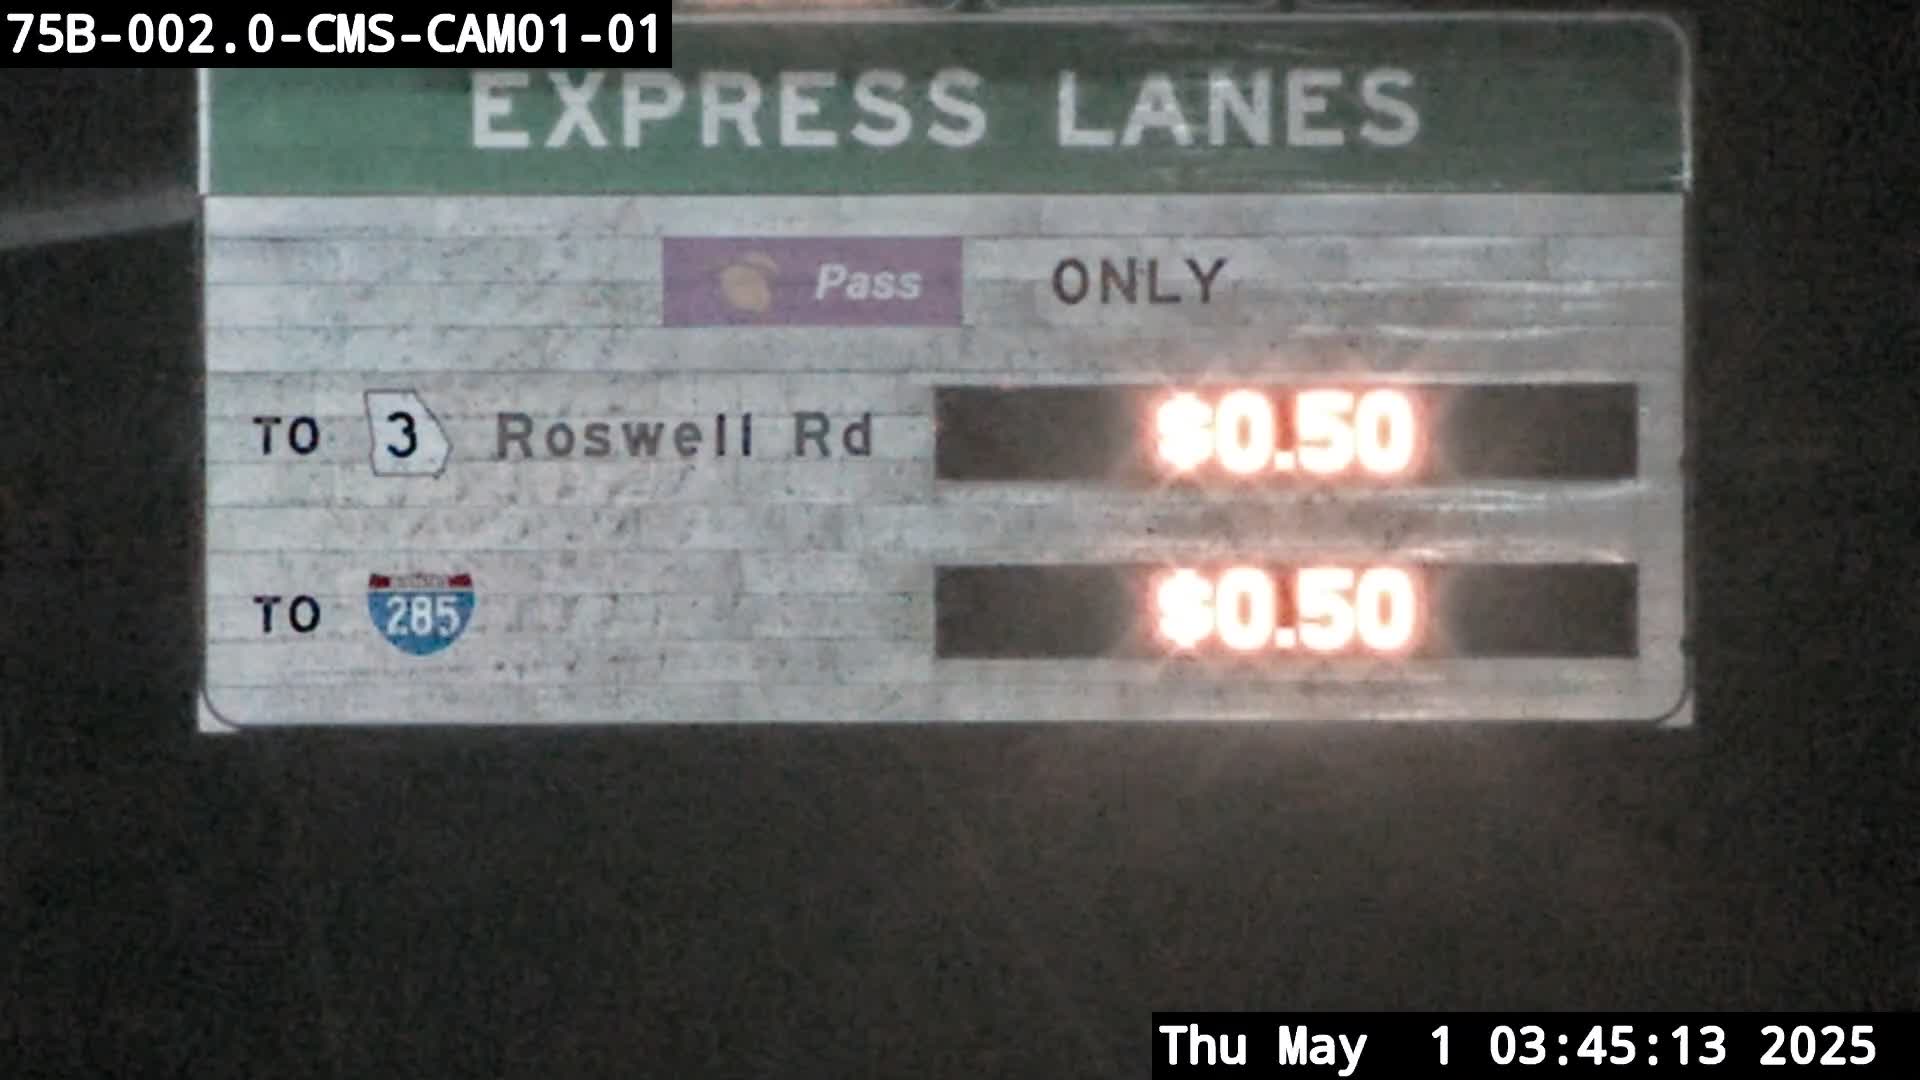 75B-002.0-CMS-CAM01-01
EXPRESS LANES
Pass ONLY
TO 3 Roswell Rd $0.50
TO 285 $0.50
Thu May 1 03:45:13 2025